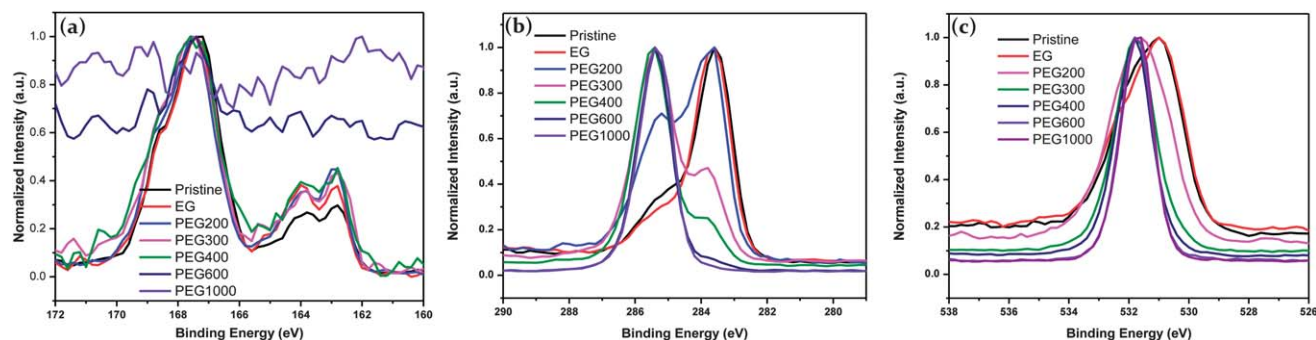 (a)
Normalized Intensity (a.u.)
1.0
0.8
0.6
0.4
0.2
0.0
Pristine
EG
PEG200
PEG300
PEG400
PEG600
PEG1000
172 170 168 166 164 162 160
Binding Energy (eV)
(b)
Normalized Intensity (a.u.)
1.0
0.8
0.6
0.4
0.2
0.0
Pristine
EG
PEG200
PEG300
PEG400
PEG600
PEG1000
290 288 286 284 282 280
Binding Energy (eV)
(c)
Normalized Intensity (a.u.)
1.0
0.8
0.6
0.4
0.2
0.0
Pristine
EG
PEG200
PEG300
PEG400
PEG600
PEG1000
538 536 534 532 530 528 526
Binding Energy (eV)